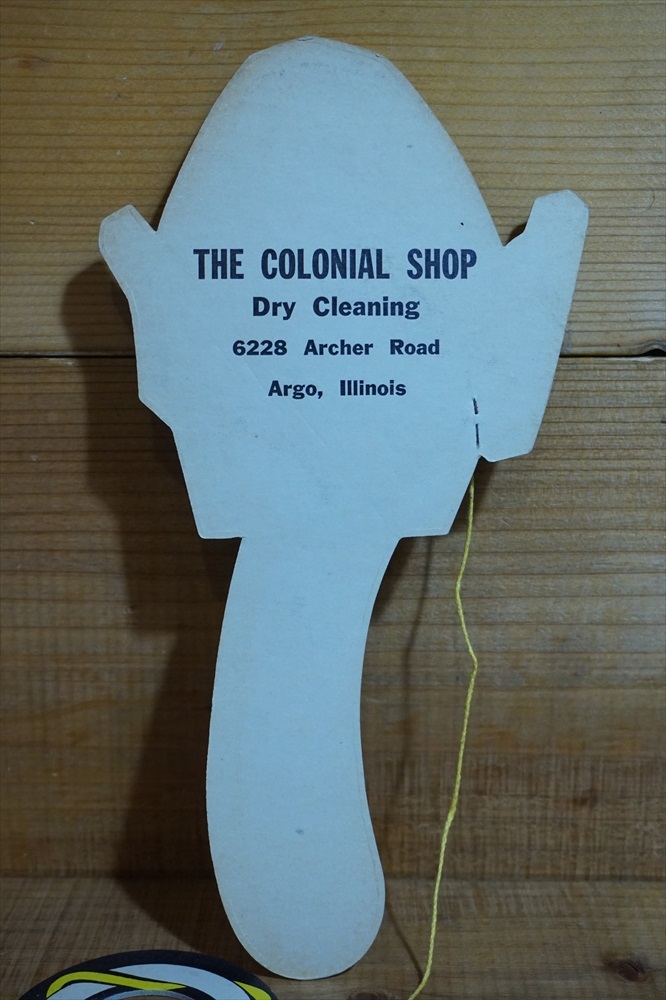 THE COLONIAL SHOP
Dry Cleaning
6228 Archer Road
Argo, Illinois